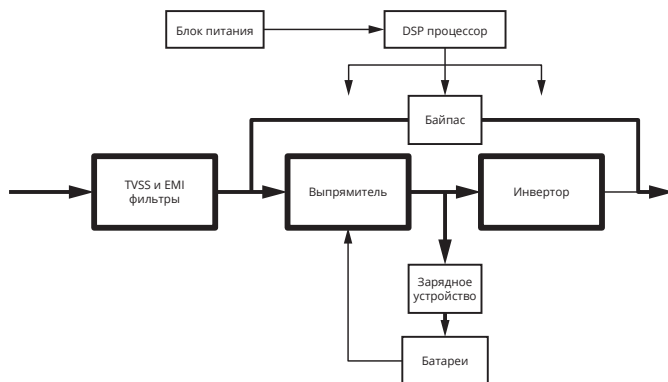 Блок питания
DSP процессор
Байпас
TVSS и EMI
фильтры
Выпрямитель
Инвертор
Зарядное
устройство
Батареи